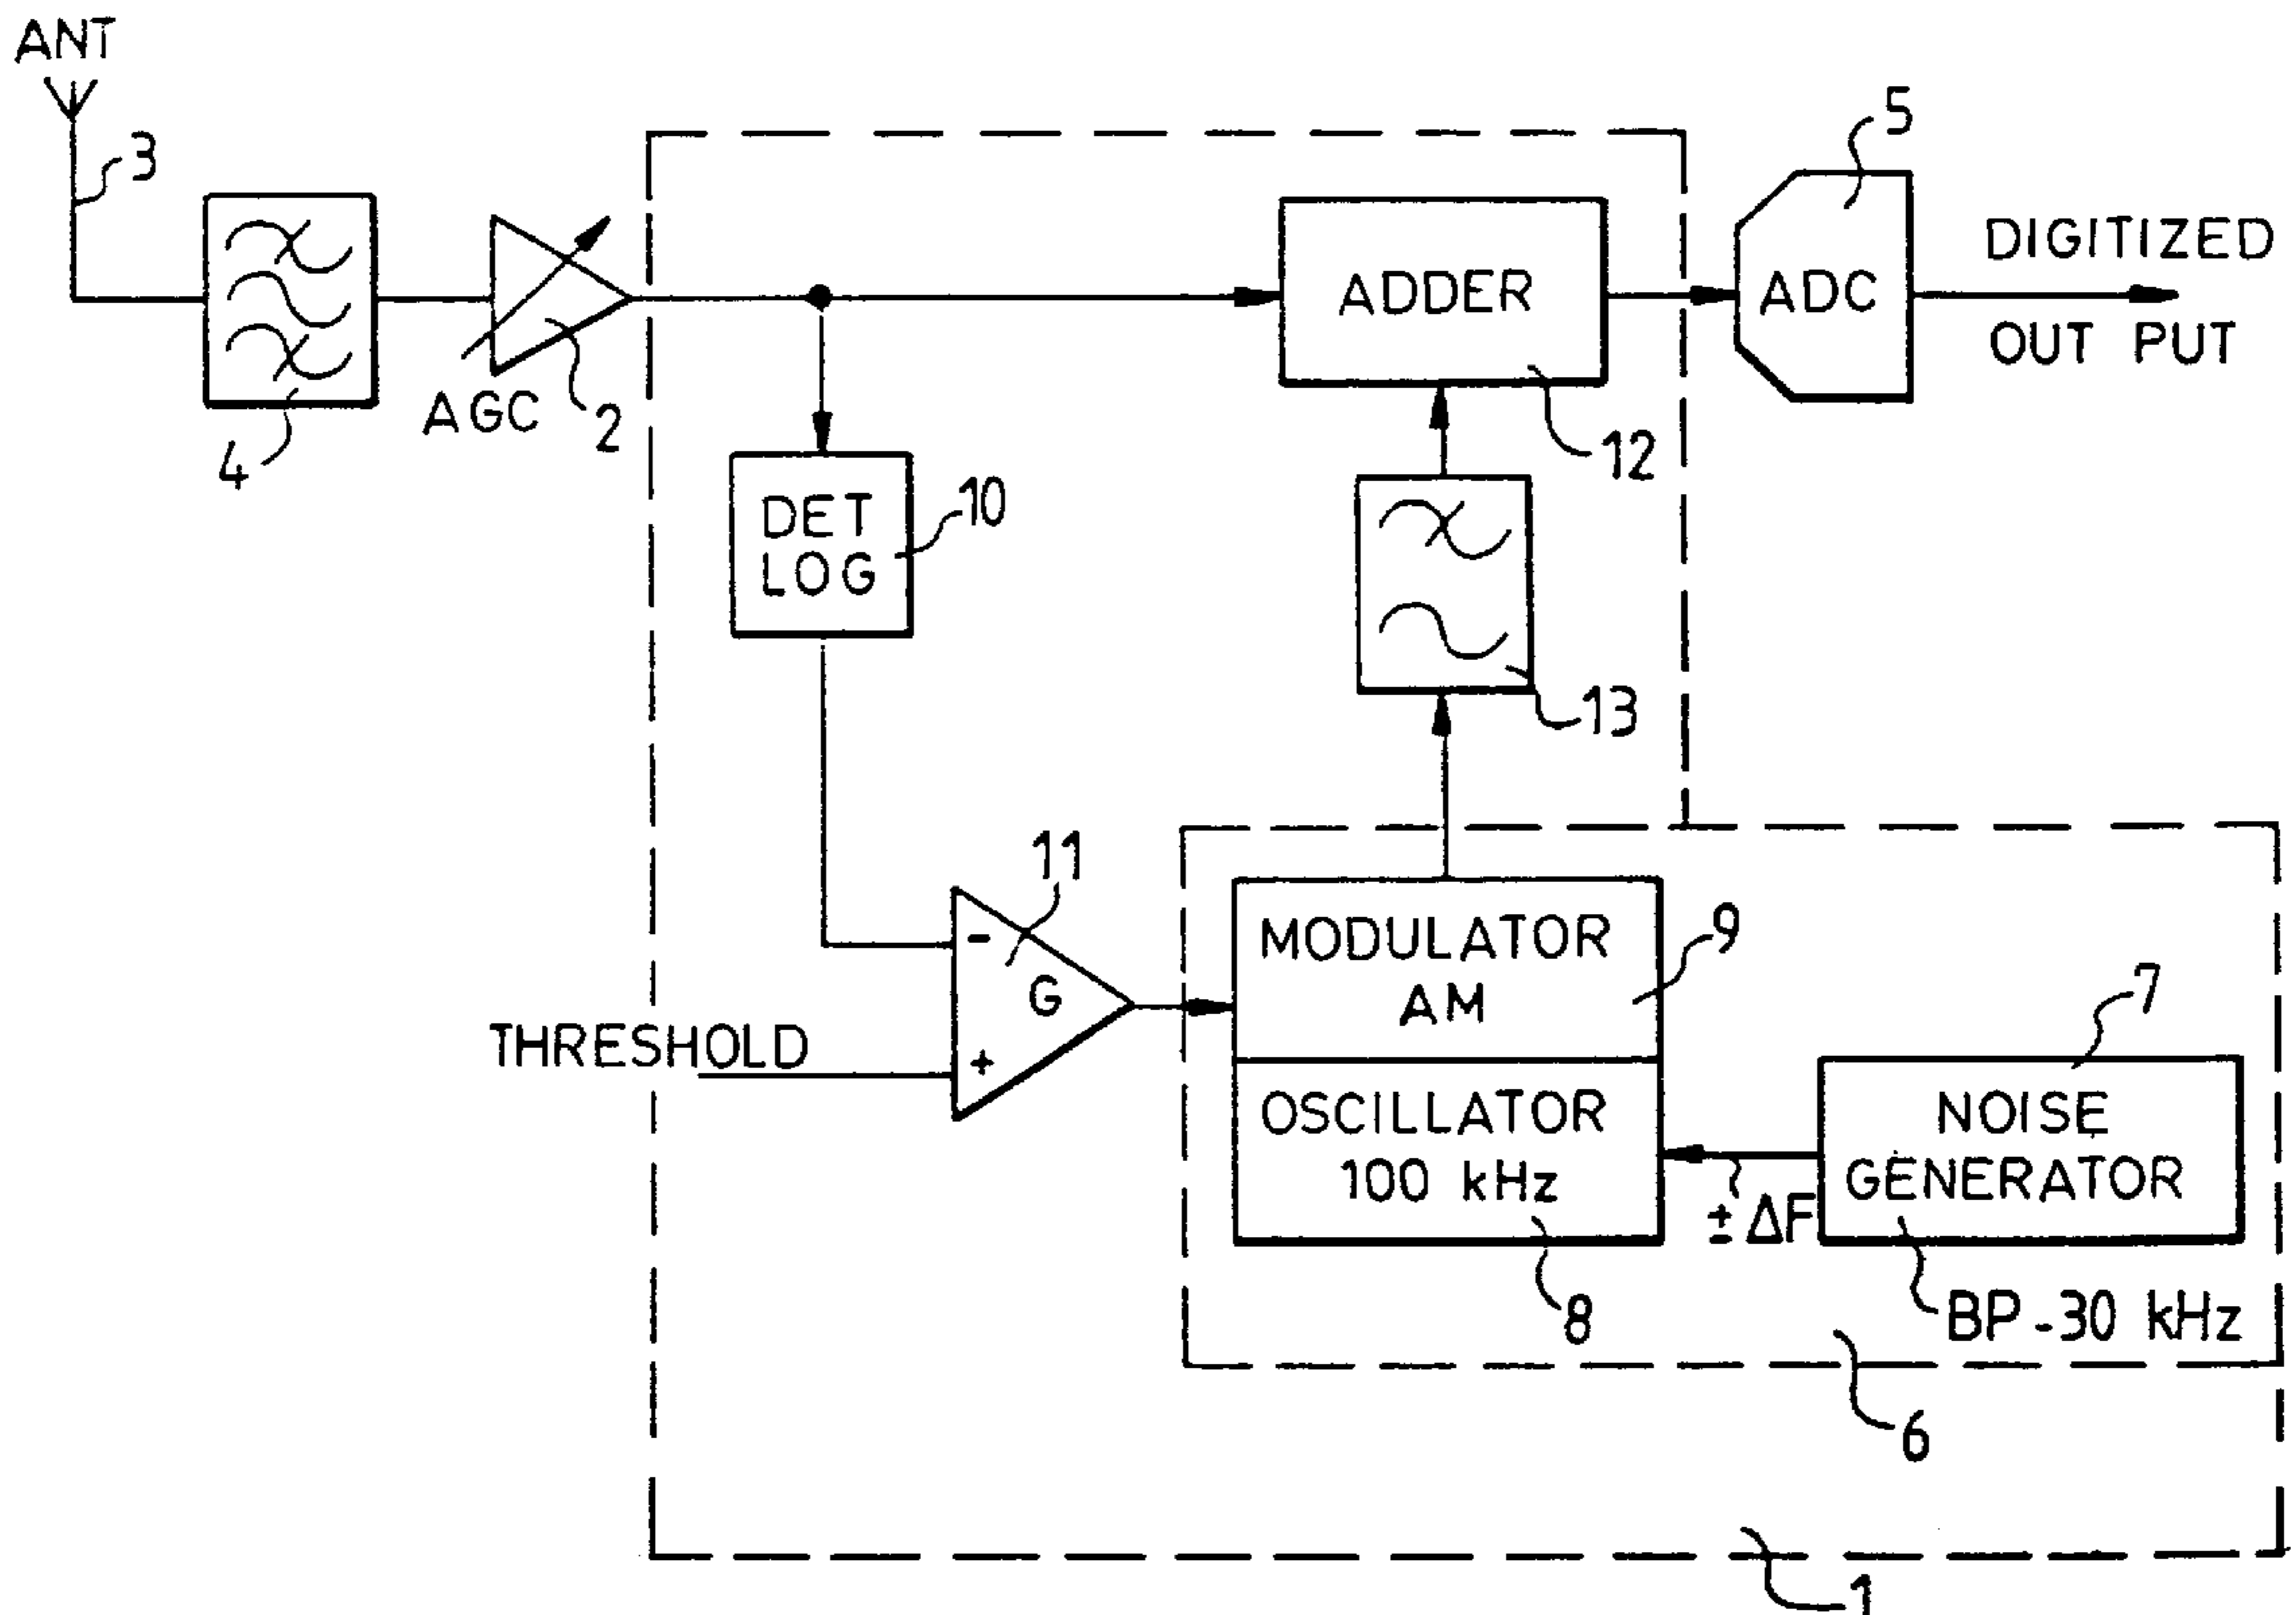 ANT
3
5
DIGITIZED
ADDER
ADC
OUT PUT
AGC
2
4
12
DET
LOG
10
13
11
-
G
+
THRESHOLD
MODULATOR
AM
9
7
OSCILLATOR
100 kHz
NOISE
GENERATOR
± ΔF
8
BP-30 kHz
6
1